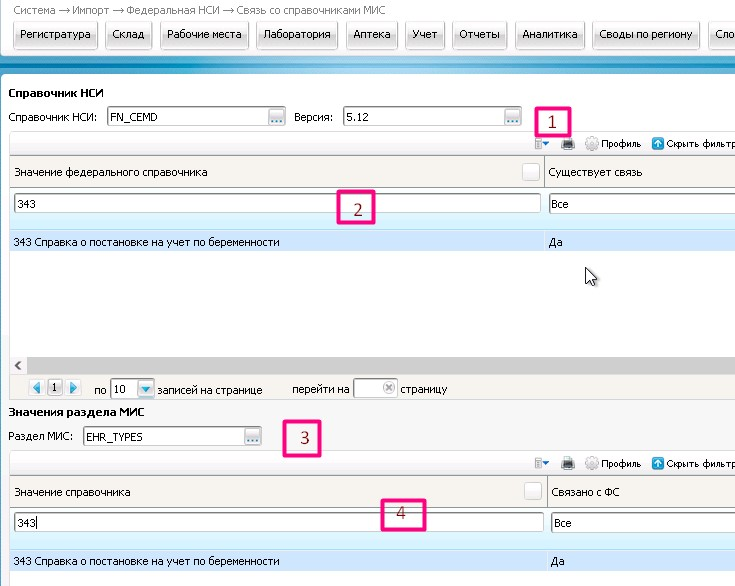 Система → Импорт → Федеральная НСИ → Связь со справочниками МИС
Регистратура Склад Рабочие места Лаборатория Аптека Учет Отчеты Аналитика Своды по региону Сло
Справочник НСИ
Справочник НСИ: FN_CEMD ... Версия: 5.12 ...
1
Профиль Скрыть фильтр
Значение федерального справочника Существует связь
343 2 Все
343 Справка о постановке на учет по беременности Да
1 по 10 записей на странице перейти на страницу
Значения раздела МИС
Раздел МИС: EHR_TYPES ... 3
Профиль Скрыть фильтр
Значение справочника Связано с ФС
343 4 Все
343 Справка о постановке на учет по беременности Да